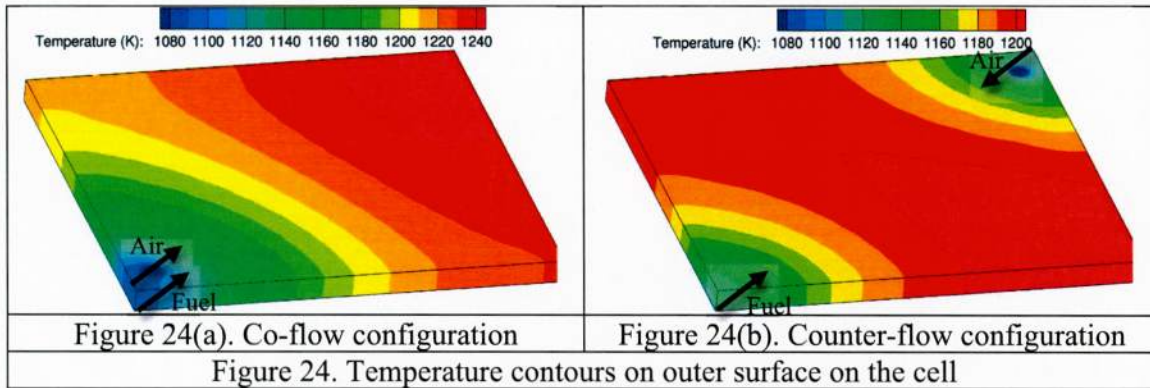 Temperature (K): 1080 1100 1120 1140 1160 1180 1200 1220 1240
Air
Fuel
Figure 24(a). Co-flow configuration
Temperature (K): 1080 1100 1120 1140 1160 1180 1200
Air
Fuel
Figure 24(b). Counter-flow configuration
Figure 24. Temperature contours on outer surface on the cell